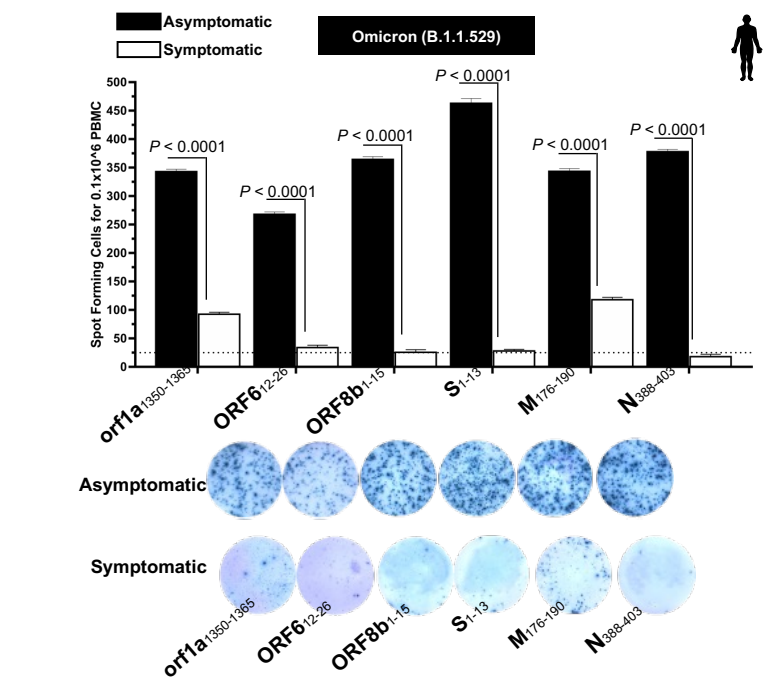 Asymptomatic
Symptomatic
Omicron (B.1.1.529)
Spot Forming Cells for 0.1x10^6 PBMC
500
450
400
350
300
250
200
150
100
50
0
P < 0.0001
P < 0.0001
P < 0.0001
P < 0.0001
P < 0.0001
P < 0.0001
orf1a1350-1365
ORF612-26
ORF8b1-15
S1-13
M176-190
N388-403
Asymptomatic
Symptomatic
orf1a1350-1365
ORF612-26
ORF8b1-15
S1-13
M176-190
N388-403